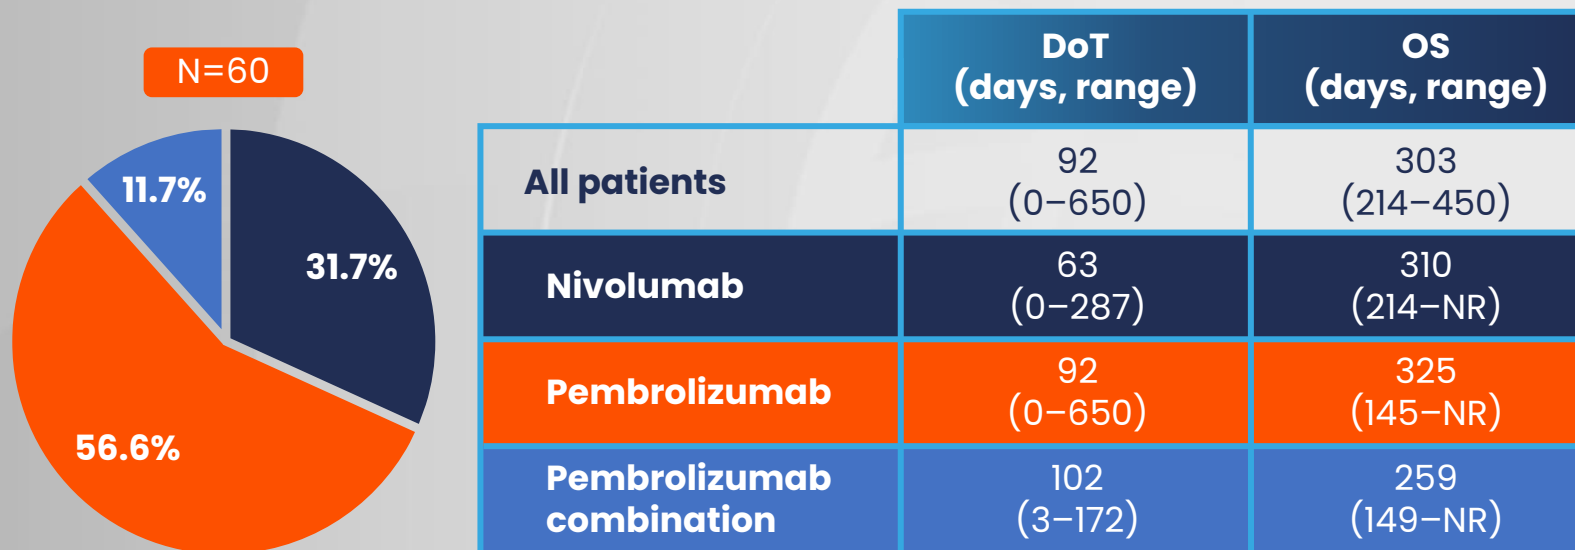 N=60
11.7%
31.7%
56.6%
DoT
(days, range)
OS
(days, range)
All patients
92
(0–650)
303
(214–450)
Nivolumab
63
(0–287)
310
(214–NR)
Pembrolizumab
92
(0–650)
325
(145–NR)
Pembrolizumab
combination
102
(3–172)
259
(149–NR)